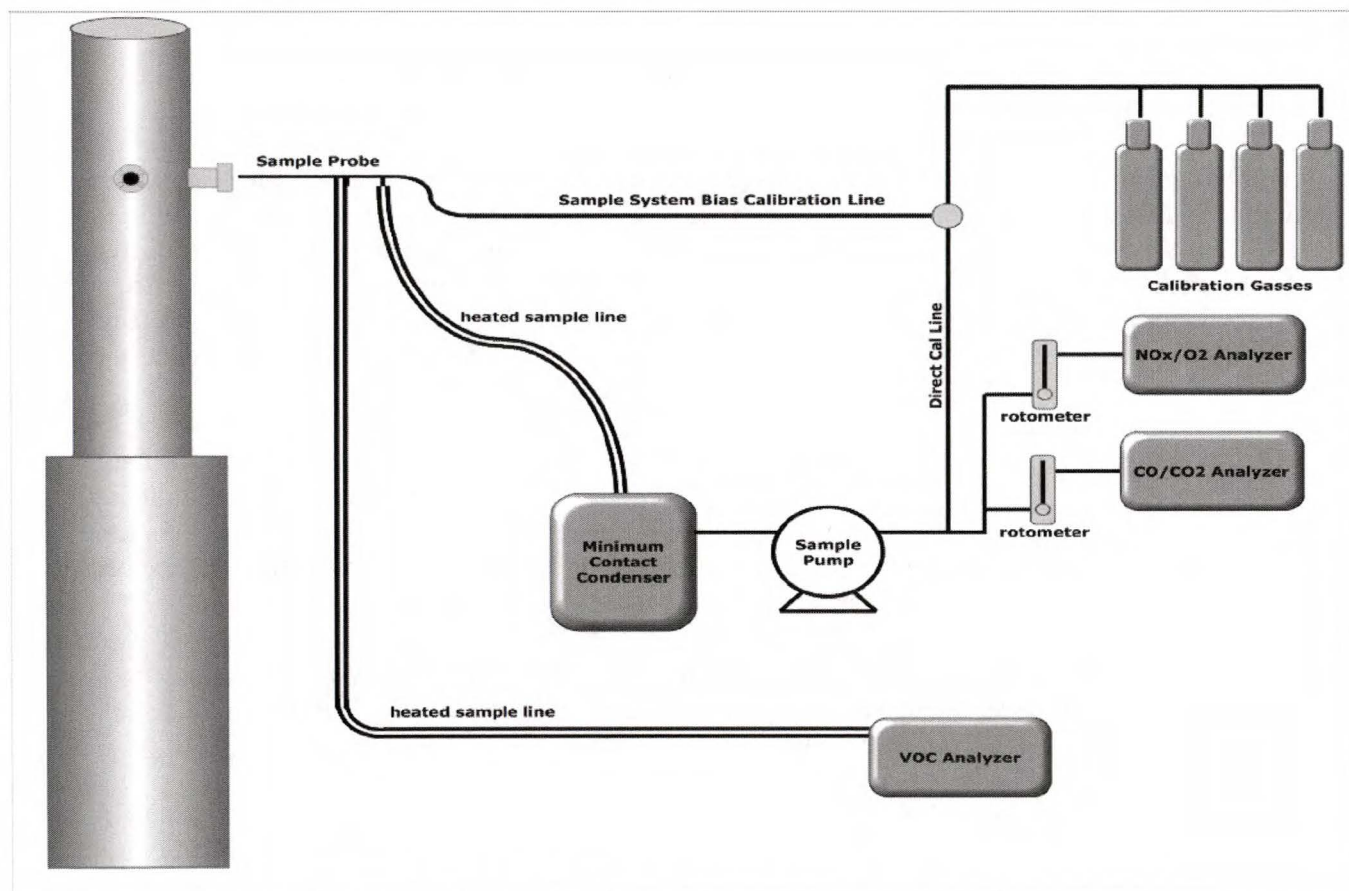 Sample Probe
Sample System Bias Calibration Line
Calibration Gasses
heated sample line
Direct Cal Line
NOx/O2 Analyzer
rotometer
CO/CO2 Analyzer
rotometer
Minimum
Contact
Condenser
Sample
Pump
heated sample line
VOC Analyzer